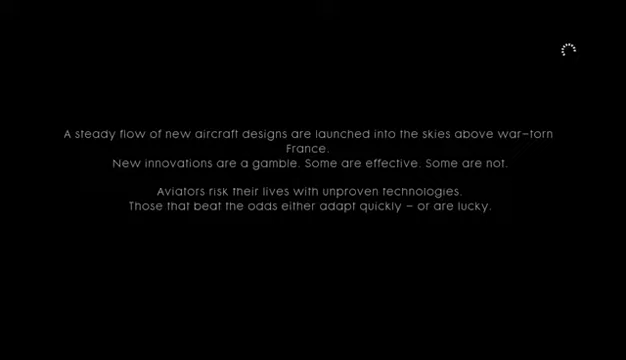 A steady flow of new aircraft designs are launched into the skies above war-torn
France.
New innovations are a gamble. Some are effective. Some are not.
Aviators risk their lives with unproven technologies.
Those that beat the odds either adapt quickly - or are lucky.